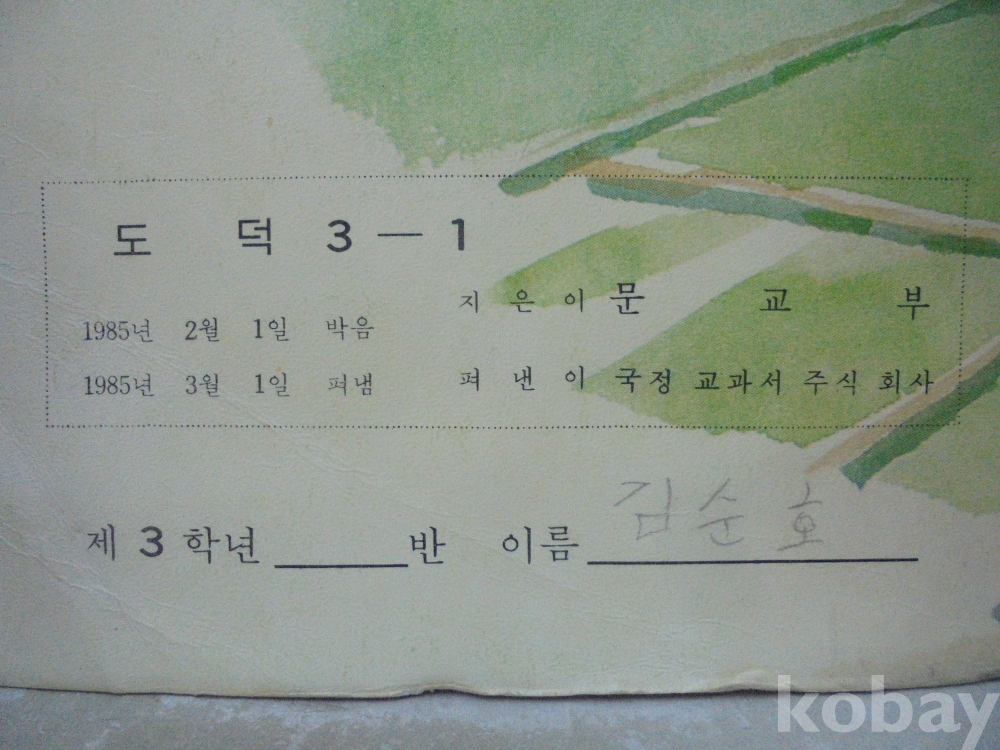 도 덕 3 — 1
1985년 2월 1일 박음
1985년 3월 1일 펴냄
지 은 이 문 교 부
펴 낸 이 국정 교과서 주식 회사
제 3 학년 ____ 반 이름 김순호
kobay